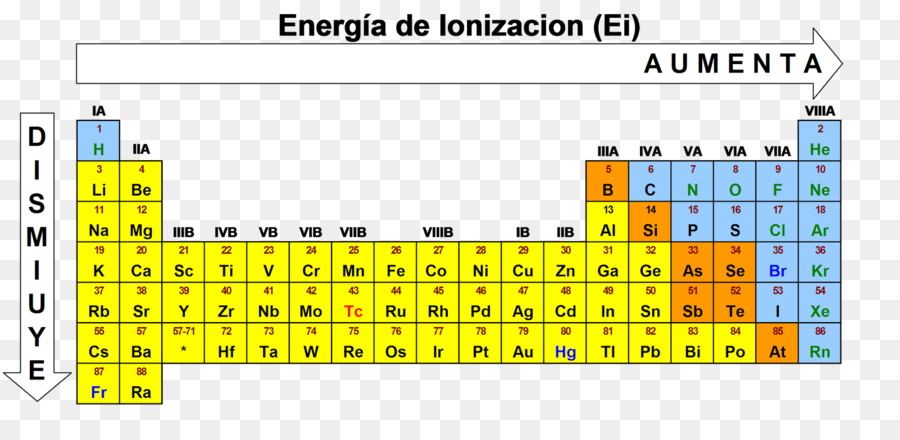 Energía de Ionizacion (Ei)
AUMENTA
DISMIUYE
IA VIIIA
1 2
H IIA IIIA IVA VA VIA VIIA He
3 4 5 6 7 8 9 10
Li Be B C N O F Ne
11 12 13 14 15 16 17 18
Na Mg IIIB IVB VB VIB VIIB VIIIB IB IIB Al Si P S Cl Ar
19 20 21 22 23 24 25 26 27 28 29 30 31 32 33 34 35 36
K Ca Sc Ti V Cr Mn Fe Co Ni Cu Zn Ga Ge As Se Br Kr
37 38 39 40 41 42 43 44 45 46 47 48 49 50 51 52 53 54
Rb Sr Y Zr Nb Mo Tc Ru Rh Pd Ag Cd In Sn Sb Te I Xe
55 57 57-71 72 73 74 75 76 77 78 79 80 81 82 83 84 85 86
Cs Ba * Hf Ta W Re Os Ir Pt Au Hg Tl Pb Bi Po At Rn
87 88
Fr Ra